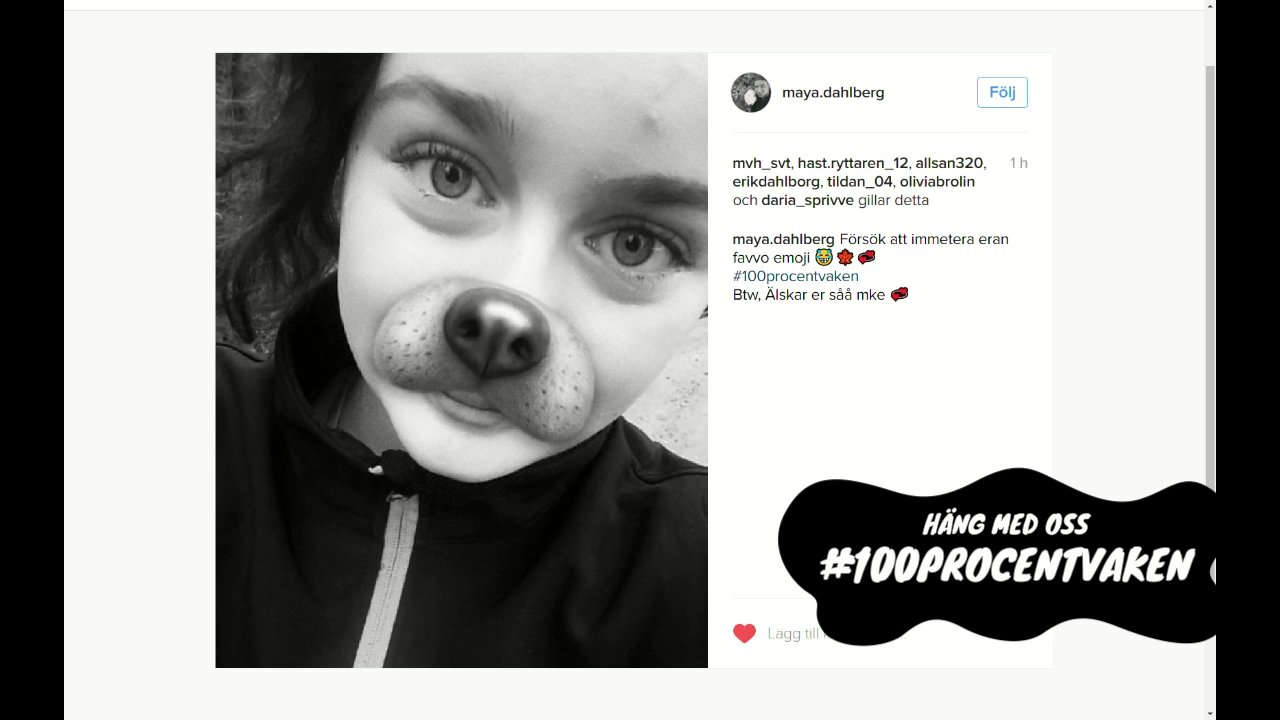 maya.dahlberg
Följ
mvh_svt, hast.ryttaren_12, allsan320,
1 h
erikdahlborg, tildan_04, oliviabrolin
och daria_sprivve gillar detta
maya.dahlberg Försök att immetera eran
favvo emoji 😹🍁💋
#100procentvaken
Btw, Älskar er såå mke 💋
HÄNG MED OSS
#100PROCENTVAKEN
Lägg till